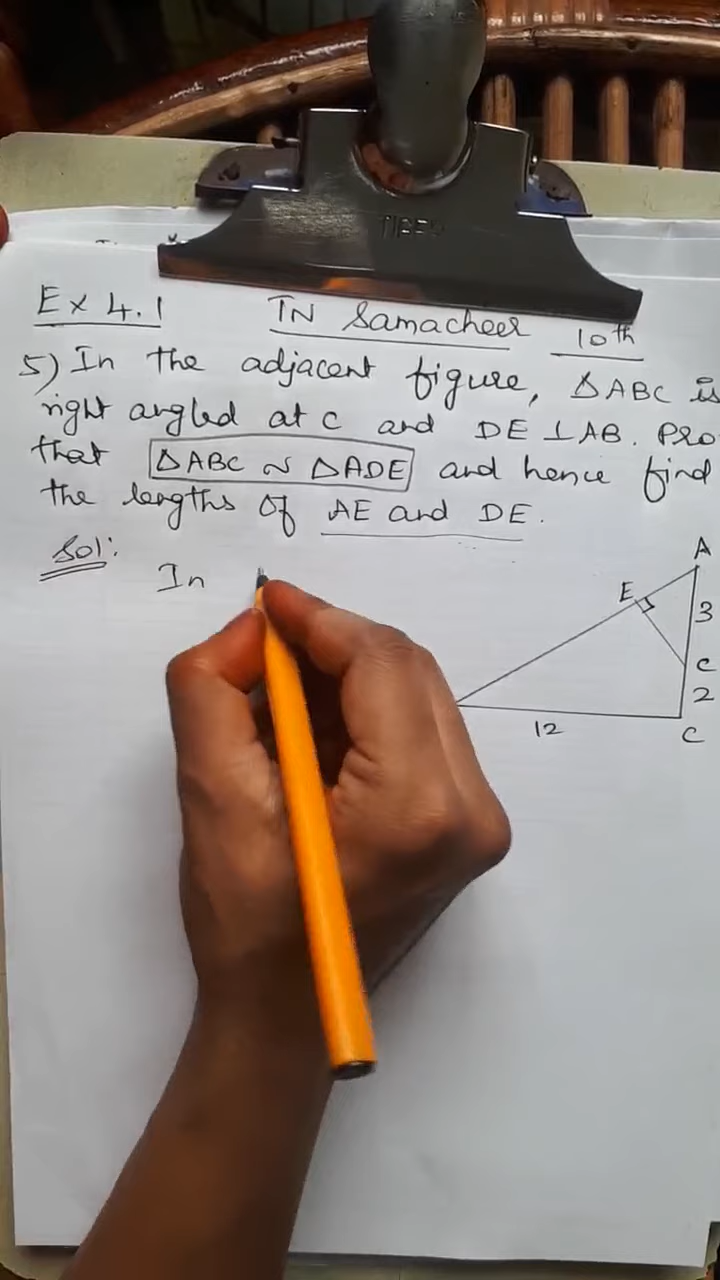 Ex 4.1 TN Samacheer 10th
5) In the adjacent figure, ΔABC is
right angled at C and DE ⊥ AB. Pro
that ΔABC ~ ΔADE and hence find
the lengths of AE and DE.
Sol:
In
A
E
3
C
2
12
C